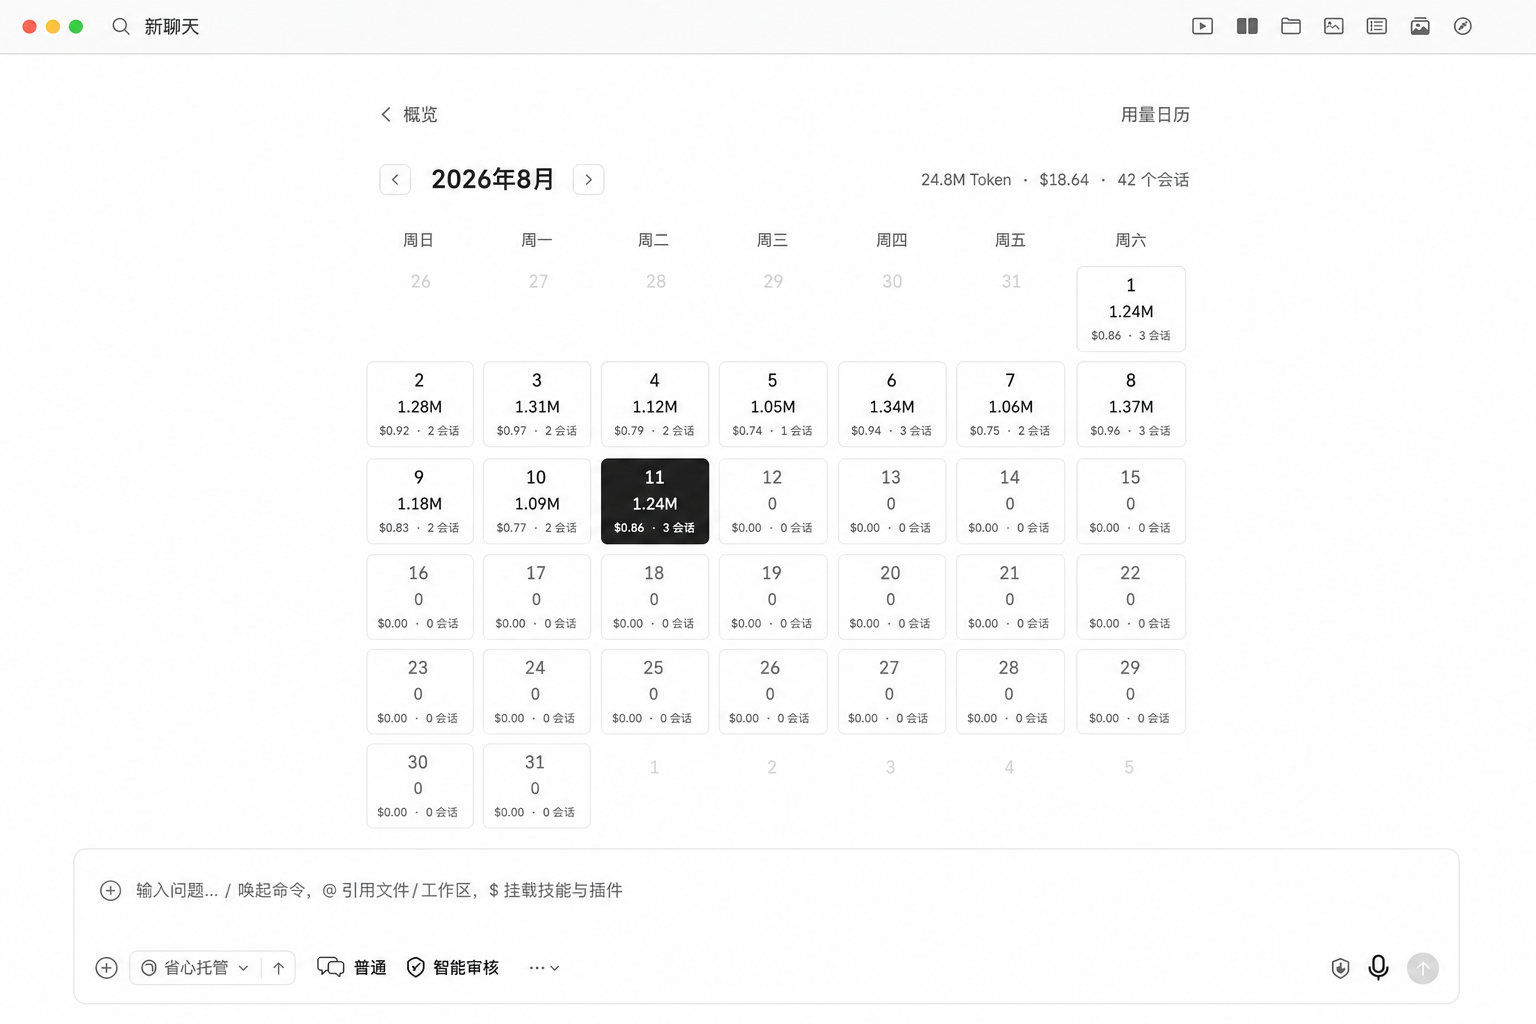 新聊天
概览
用量日历
2026年8月
24.8M Token · $18.64 · 42 个会话
周日 周一 周二 周三 周四 周五 周六
26 27 28 29 30 31 1
1.24M
$0.86 · 3 会话
2 3 4 5 6 7 8
1.28M 1.31M 1.12M 1.05M 1.34M 1.06M 1.37M
$0.92 · 2 会话 $0.97 · 2 会话 $0.79 · 2 会话 $0.74 · 1 会话 $0.94 · 3 会话 $0.75 · 2 会话 $0.96 · 3 会话
9 10 11 12 13 14 15
1.18M 1.09M 1.24M 0 0 0 0
$0.83 · 2 会话 $0.77 · 2 会话 $0.86 · 3 会话 $0.00 · 0 会话 $0.00 · 0 会话 $0.00 · 0 会话 $0.00 · 0 会话
16 17 18 19 20 21 22
0 0 0 0 0 0 0
$0.00 · 0 会话 $0.00 · 0 会话 $0.00 · 0 会话 $0.00 · 0 会话 $0.00 · 0 会话 $0.00 · 0 会话 $0.00 · 0 会话
23 24 25 26 27 28 29
0 0 0 0 0 0 0
$0.00 · 0 会话 $0.00 · 0 会话 $0.00 · 0 会话 $0.00 · 0 会话 $0.00 · 0 会话 $0.00 · 0 会话 $0.00 · 0 会话
30 31 1 2 3 4 5
0 0
$0.00 · 0 会话 $0.00 · 0 会话
输入问题... / 唤起命令，@ 引用文件/工作区，$ 挂载技能与插件
省心托管 普通 智能审核 ...